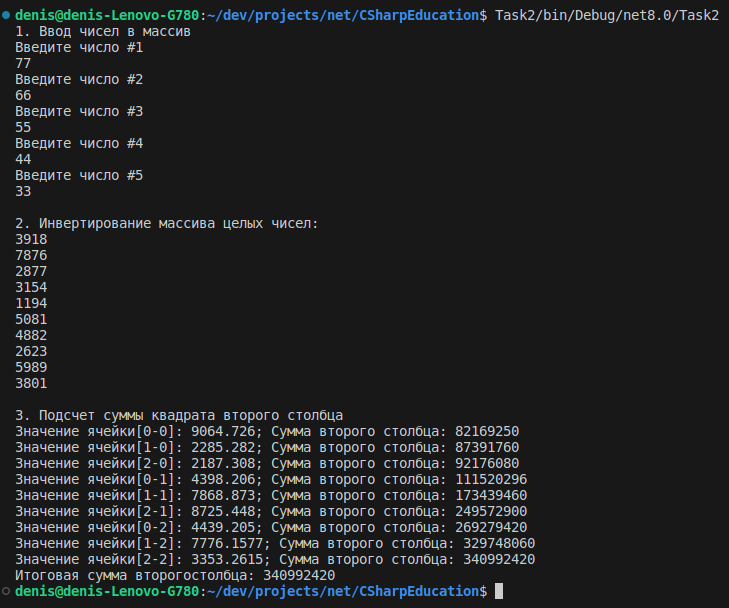 denis@denis-Lenovo-G780:~/dev/projects/net/CSharpEducation$ Task2/bin/Debug/net8.0/Task2
1. Ввод чисел в массив
Введите число #1
77
Введите число #2
66
Введите число #3
55
Введите число #4
44
Введите число #5
33
2. Инвертирование массива целых чисел:
3918
7876
2877
3154
1194
5081
4882
2623
5989
3801
3. Подсчет суммы квадрата второго столбца
Значение ячейки[0-0]: 9064.726; Сумма второго столбца: 82169250
Значение ячейки[1-0]: 2285.282; Сумма второго столбца: 87391760
Значение ячейки[2-0]: 2187.308; Сумма второго столбца: 92176080
Значение ячейки[0-1]: 4398.206; Сумма второго столбца: 111520296
Значение ячейки[1-1]: 7868.873; Сумма второго столбца: 173439460
Значение ячейки[2-1]: 8725.448; Сумма второго столбца: 249572900
Значение ячейки[0-2]: 4439.205; Сумма второго столбца: 269279420
Значение ячейки[1-2]: 7776.1577; Сумма второго столбца: 329748060
Значение ячейки[2-2]: 3353.2615; Сумма второго столбца: 340992420
Итоговая сумма второгостолбца: 340992420
denis@denis-Lenovo-G780:~/dev/projects/net/CSharpEducation$